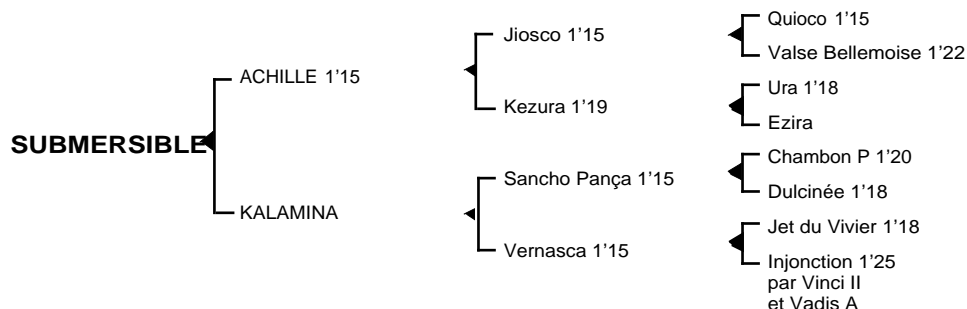 Quioco 1’15
Jiosco 1’15
Valse Bellemoise 1’22
ACHILLE 1’15
Ura 1’18
Kezura 1’19
Ezira
SUBMERSIBLE
Chambon P 1’20
Sancho Pança 1’15
Dulcinée 1’18
KALAMINA
Jet du Vivier 1’18
Vernasca 1’15
Injonction 1’25
par Vinci II
et Vadis A